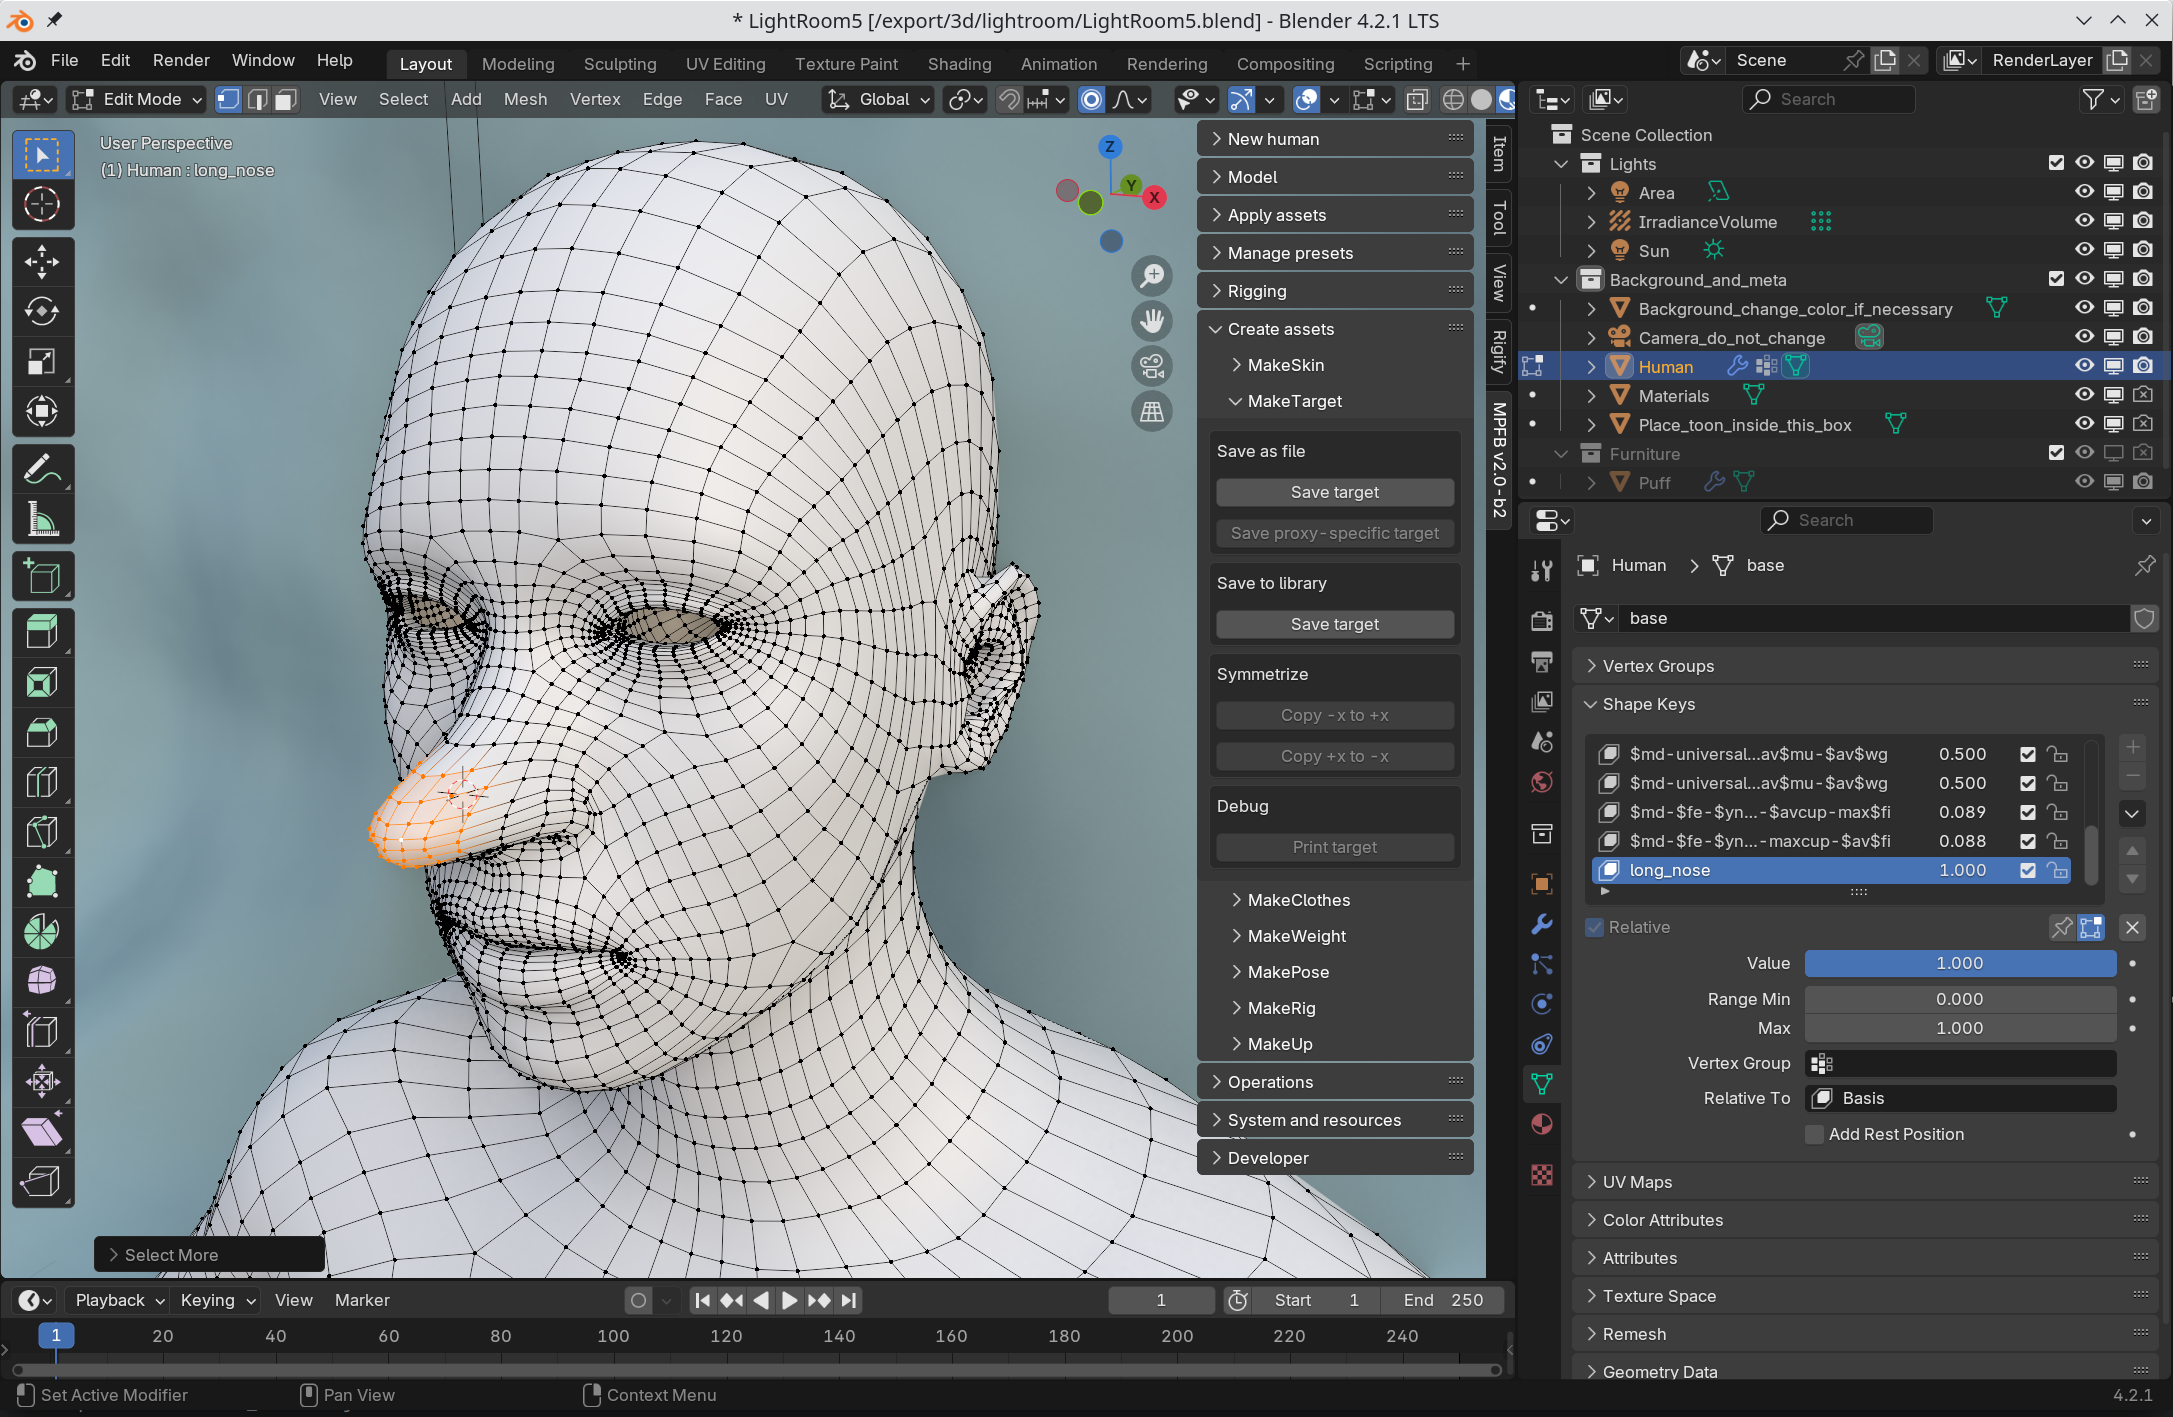 * LightRoom5 [/export/3d/lightroom/LightRoom5.blend] - Blender 4.2.1 LTS
File Edit Render Window Help Layout Modeling Sculpting UV Editing Texture Paint Shading Animation Rendering Compositing Scripting + Scene RenderLayer
Edit Mode View Select Add Mesh Vertex Edge Face UV Global Search
User Perspective
(1) Human : long_nose
Z
Y
X
New human
Model
Apply assets
Manage presets
Rigging
Create assets
MakeSkin
MakeTarget
Save as file
Save target
Save proxy-specific target
Save to library
Save target
Symmetrize
Copy -x to +x
Copy +x to -x
Debug
Print target
MakeClothes
MakeWeight
MakePose
MakeRig
MakeUp
Operations
System and resources
Developer
Item
Tool
View
Rigify
MPFB v2.0-b2
Select More
Scene Collection
Lights
Area
IrradianceVolume
Sun
Background_and_meta
Background_change_color_if_necessary
Camera_do_not_change
Human
Materials
Place_toon_inside_this_box
Furniture
Puff
Search
Human > base
base
Vertex Groups
Shape Keys
$md-universal...av$mu-$av$wg 0.500
$md-universal...av$mu-$av$wg 0.500
$md-$fe-$yn...-$avcup-max$fi 0.089
$md-$fe-$yn...-maxcup-$av$fi 0.088
long_nose 1.000
Relative
Value 1.000
Range Min 0.000
Max 1.000
Vertex Group
Relative To Basis
Add Rest Position
UV Maps
Color Attributes
Attributes
Texture Space
Remesh
Geometry Data
Playback Keying View Marker 1 Start 1 End 250
1 20 40 60 80 100 120 140 160 180 200 220 240
Set Active Modifier Pan View Context Menu 4.2.1